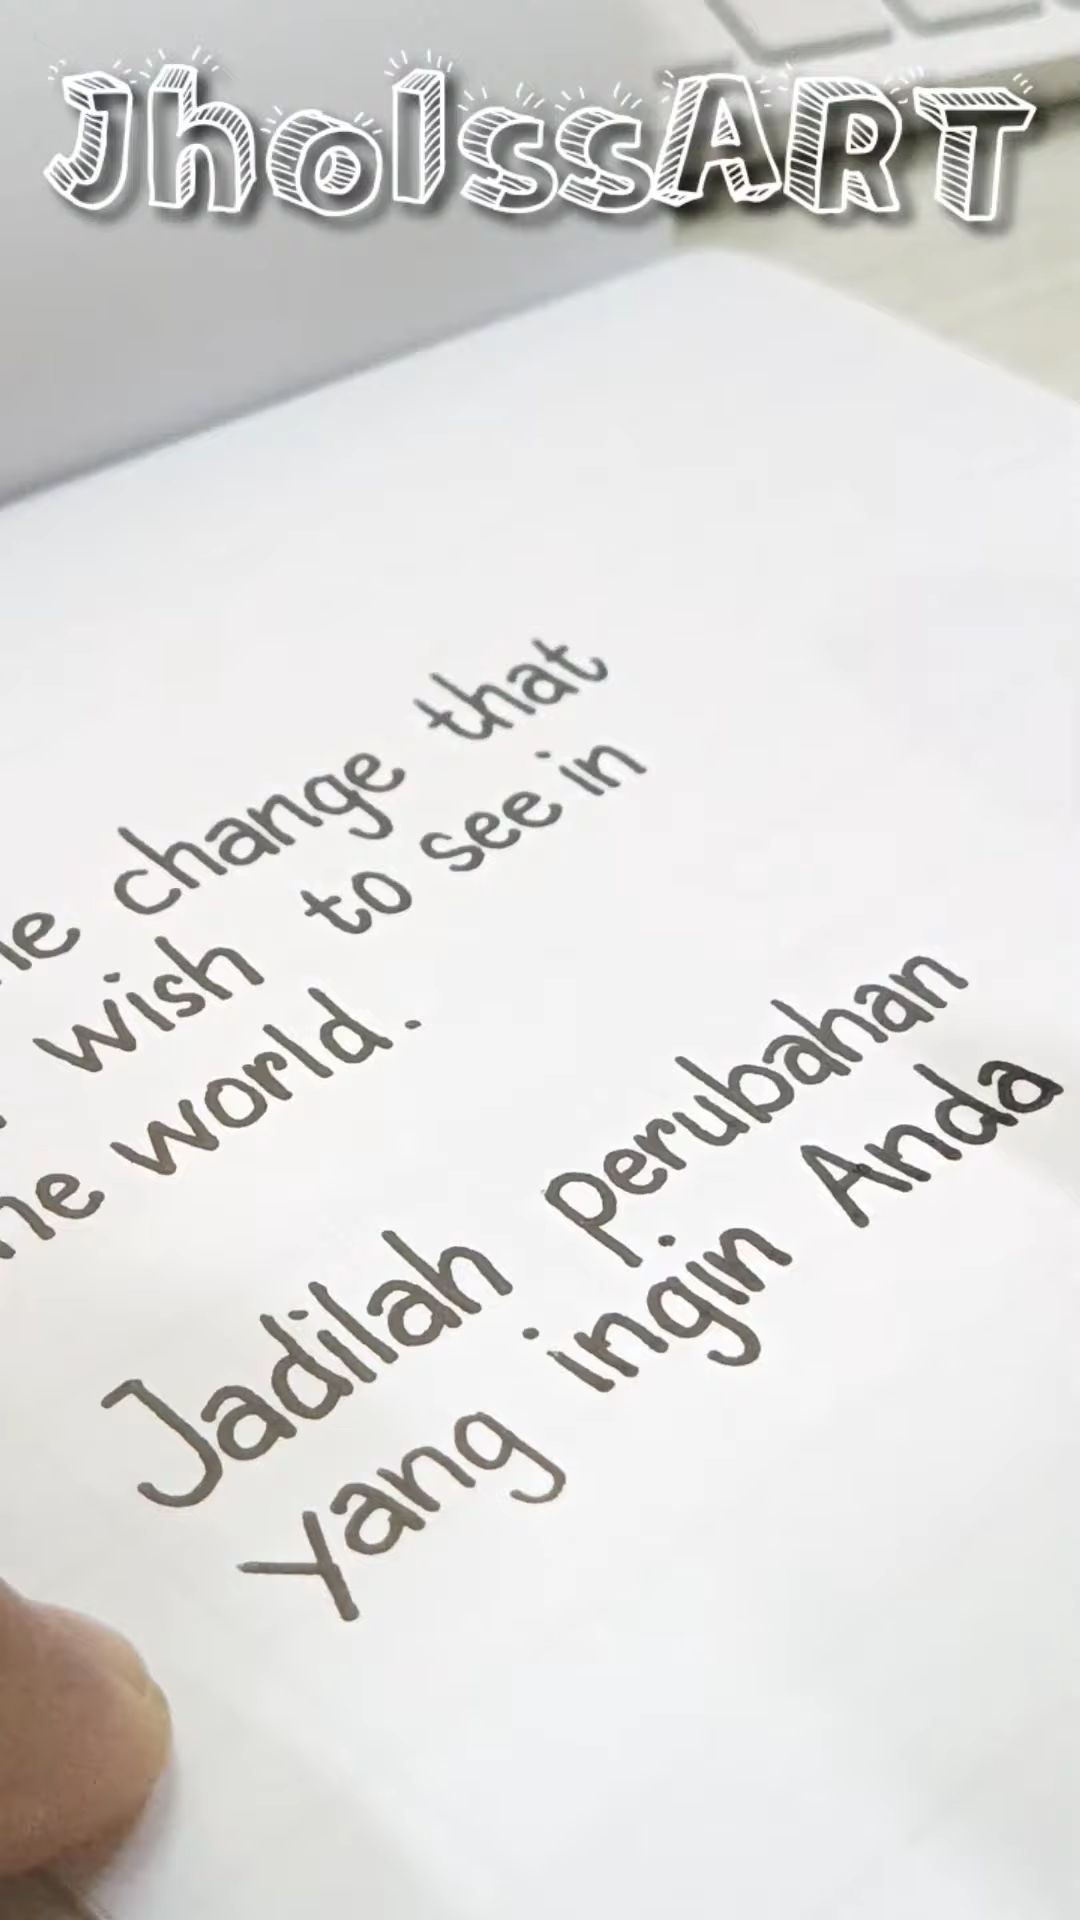 JholssART
change that
wish to see in
world.
Jadilah perubahan
yang ingin Anda